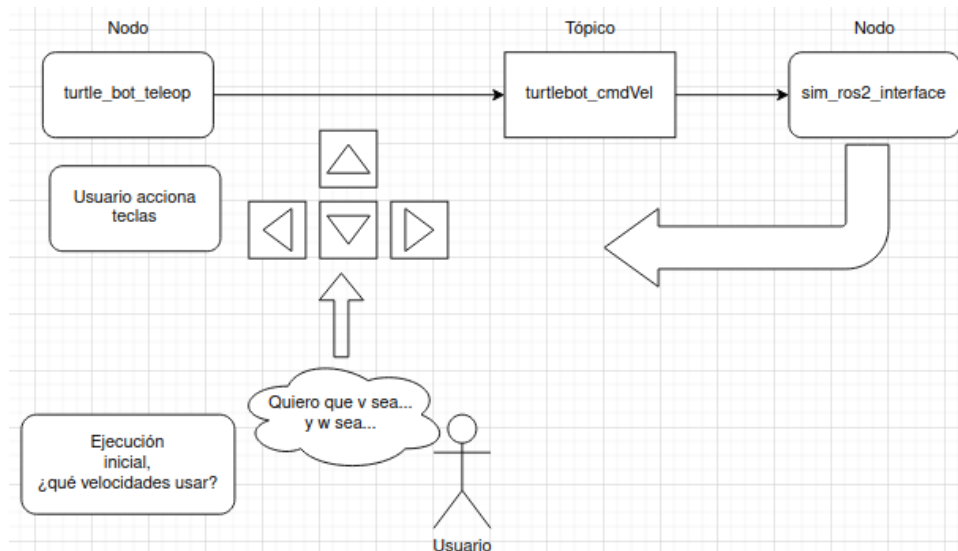 Nodo
Tópico
Nodo
turtle_bot_teleop
turtlebot_cmdVel
sim_ros2_interface
Usuario acciona
teclas
Quiero que v sea...
y w sea...
Ejecución
inicial,
¿qué velocidades usar?
Usuario